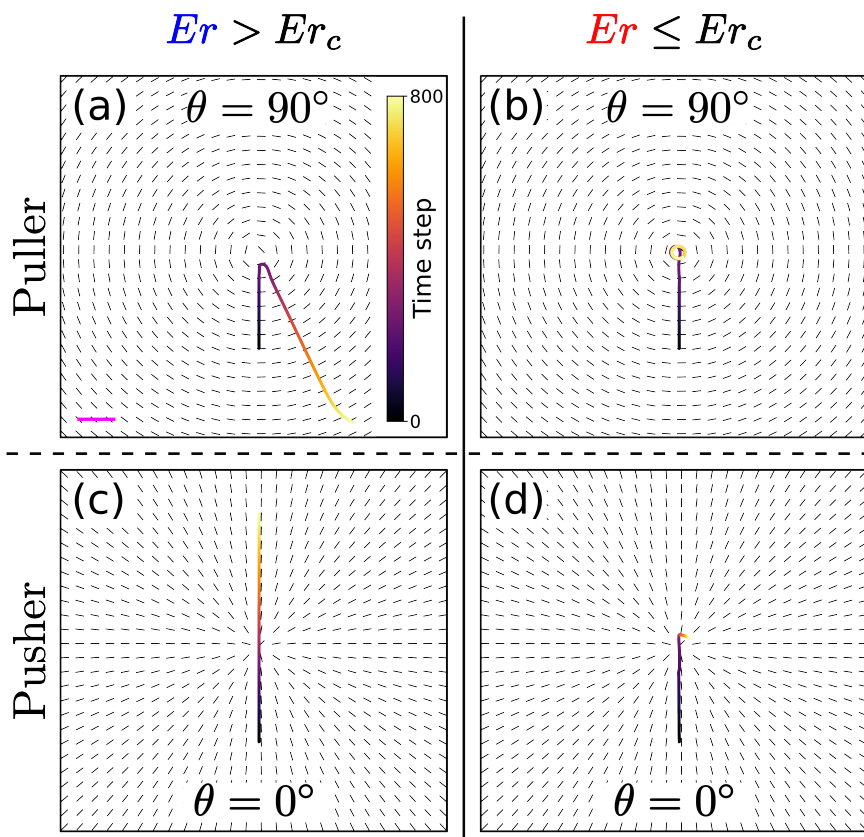 Er > Er_c
Er ≤ Er_c
Puller
(a)
θ = 90°
800
Time step
0
(b)
θ = 90°
Pusher
(c)
θ = 0°
(d)
θ = 0°